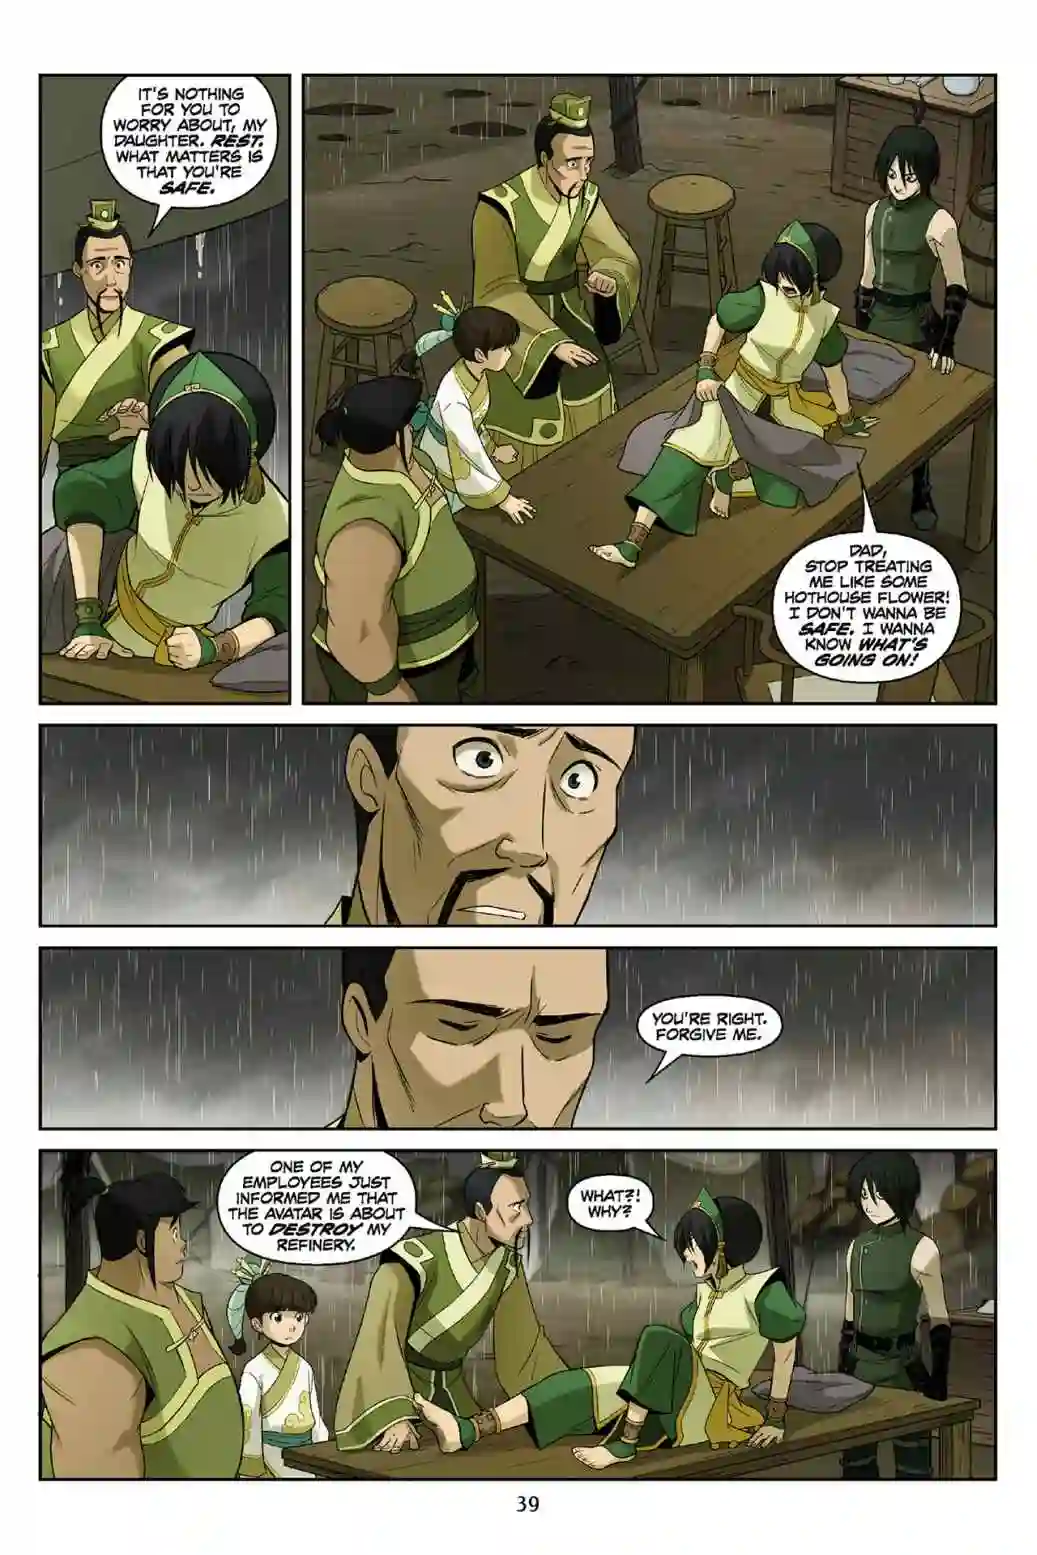 IT'S NOTHING
FOR YOU TO
WORRY ABOUT, MY
DAUGHTER. REST.
WHAT MATTERS IS
THAT YOU'RE
SAFE.
DAD,
STOP TREATING
ME LIKE SOME
HOTHOUSE FLOWER!
I DON'T WANNA BE
SAFE. I WANNA
KNOW WHAT'S
GOING ON!
YOU'RE RIGHT.
FORGIVE ME.
ONE OF MY
EMPLOYEES JUST
INFORMED ME THAT
THE AVATAR IS ABOUT
TO DESTROY MY
REFINERY.
WHAT?!
WHY?
39